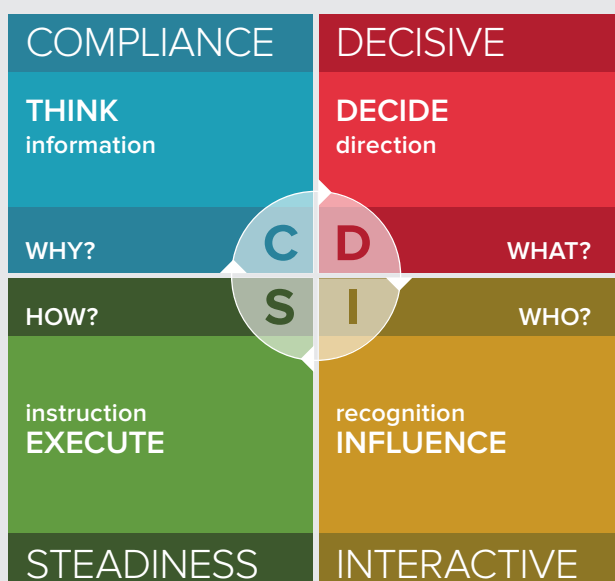 COMPLIANCE
THINK
information
WHY?
C
DECISIVE
DECIDE
direction
WHAT?
D
HOW?
S
instruction
EXECUTE
STEADINESS
WHO?
I
recognition
INFLUENCE
INTERACTIVE